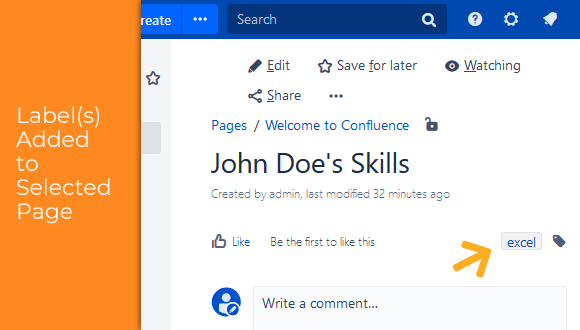 Label(s)
Added
to
Selected
Page
reate
Search
Edit
Save for later
Watching
Share
Pages / Welcome to Confluence
John Doe's Skills
Created by admin, last modified 32 minutes ago
Like
Be the first to like this
excel
Write a comment...